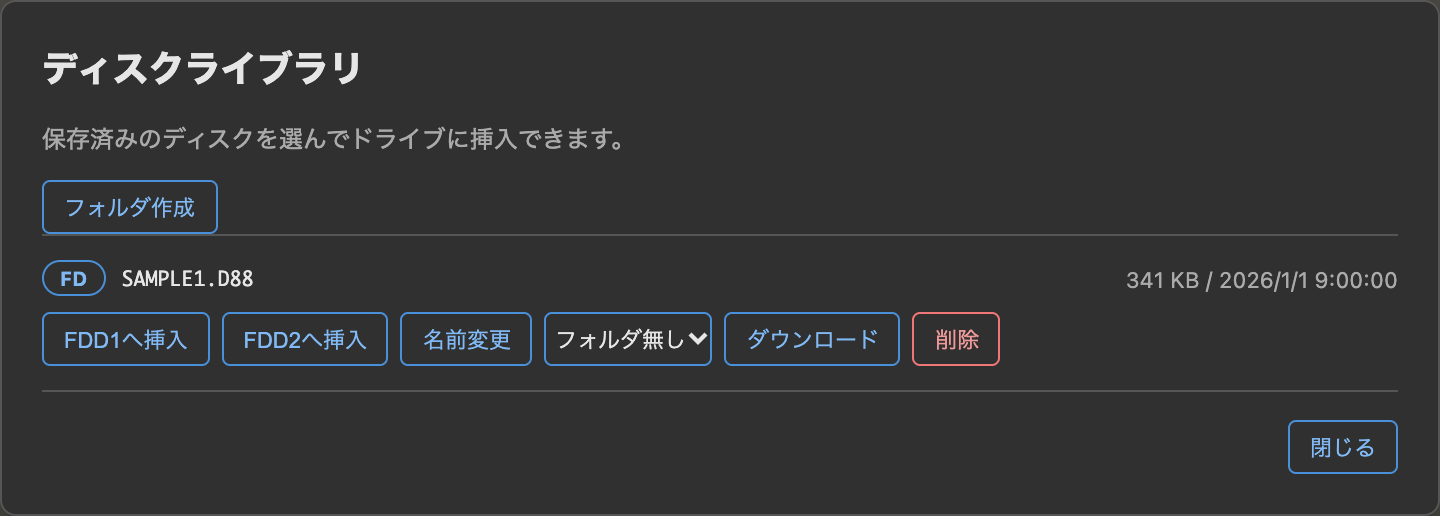 ディスクライブラリ
保存済みのディスクを選んでドライブに挿入できます。
フォルダ作成
FD SAMPLE1.D88 341 KB / 2026/1/1 9:00:00
FDD1へ挿入 FDD2へ挿入 名前変更 フォルダ無し ダウンロード 削除
閉じる